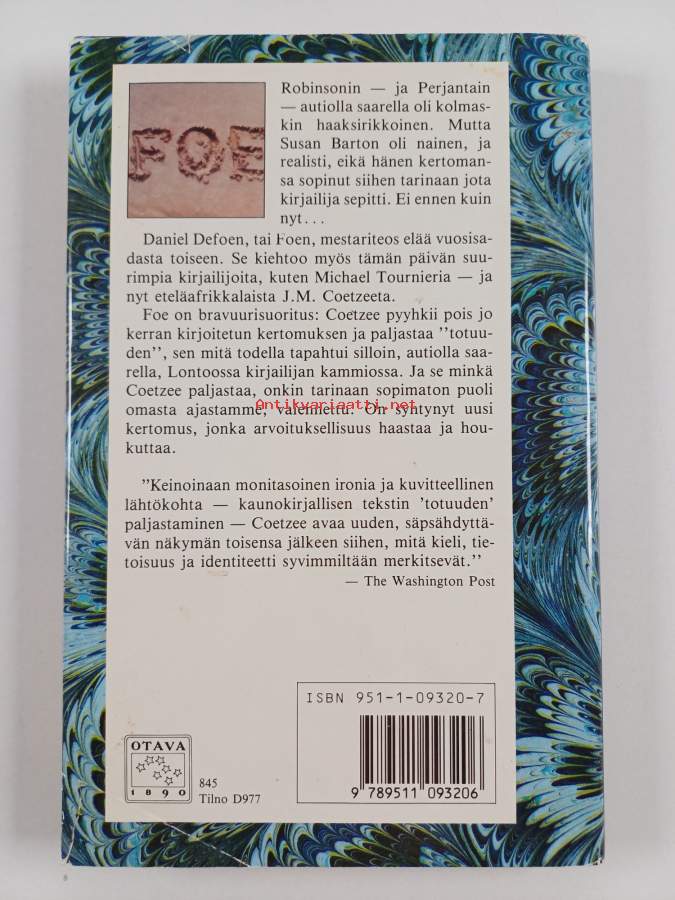 FOE
Robinsonin — ja Perjantain
— autiolla saarella oli kolmas-
kin haaksirikkoinen. Mutta
Susan Barton oli nainen, ja
realisti, eikä hänen kertoman-
sa sopinut siihen tarinaan jota
kirjailija sepitti. Ei ennen kuin
nyt...
Daniel Defoen, tai Foen, mestariteos elää vuosisa-
dasta toiseen. Se kiehtoo myös tämän päivän suu-
rimpia kirjailijoita, kuten Michael Tournieria — ja
nyt eteläafrikkalaista J.M. Coetzeeta.
Foe on bravuurisuoritus: Coetzee pyyhkii pois jo
kerran kirjoitetun kertomuksen ja paljastaa ''totuu-
den'', sen mitä todella tapahtui silloin, autiolla saa-
rella, Lontoossa kirjailijan kammiossa. Ja se minkä
Coetzee paljastaa, onkin tarinaan sopimaton puoli
omasta ajastamme, vaiennettu. On syntynyt uusi
Antikvariaatti.net
kertomus, jonka arvoituksellisuus haastaa ja hou-
kuttaa.
''Keinoinaan monitasoinen ironia ja kuvitteellinen
lähtökohta — kaunokirjallisen tekstin 'totuuden'
paljastaminen — Coetzee avaa uuden, säpsähdyttä-
vän näkymän toisensa jälkeen siihen, mitä kieli, tie-
toisuus ja identiteetti syvimmiltään merkitsevät.''
— The Washington Post
ISBN 951-1-09320-7
9 789511 093206
OTAVA
1890
845
Tilno D977